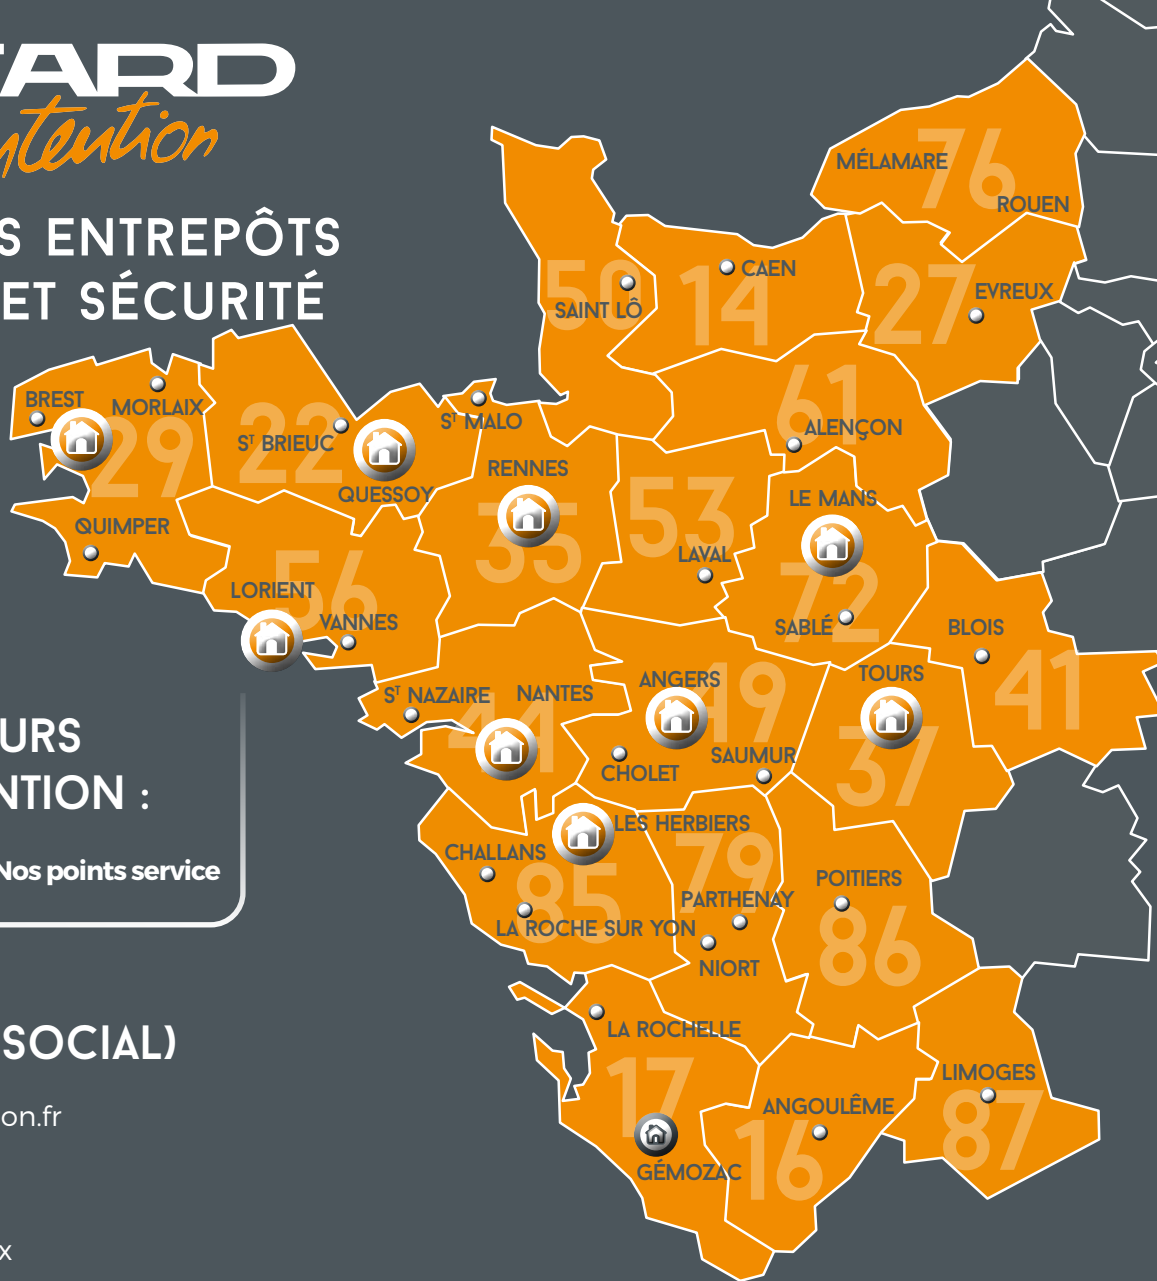 TARD
ntention
S ENTREPÔTS
ET SÉCURITÉ
76
MÉLAMARE
ROUEN
50
SAINT LÔ
14
CAEN
27
EVREUX
61
ALENÇON
BREST
MORLAIX
29
QUIMPER
22
ST BRIEUC
QUESSOY
ST MALO
RENNES
35
53
LAVAL
LE MANS
72
SABLÉ
56
LORIENT
VANNES
BLOIS
41
ST NAZAIRE
NANTES
44
ANGERS
49
CHOLET
SAUMUR
TOURS
37
URS
NTION :
Nos points service
LES HERBIERS
CHALLANS
85
LA ROCHE SUR YON
79
PARTHENAY
NIORT
POITIERS
86
LA ROCHELLE
17
GÉMOZAC
ANGOULÊME
16
LIMOGES
87
SOCIAL)
on.fr
x